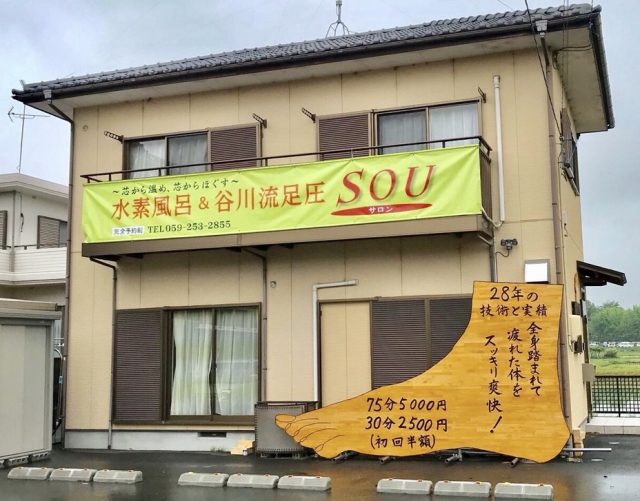 ～芯から温め、芯からほぐす～
水素風呂＆谷川流足圧 SOU
サロン
完全予約制 TEL059-253-2855
28年の
技術と実績
全身踏まれて
疲れた体を
スッキリ爽快！
75分5000円
30分2500円
(初回半額)